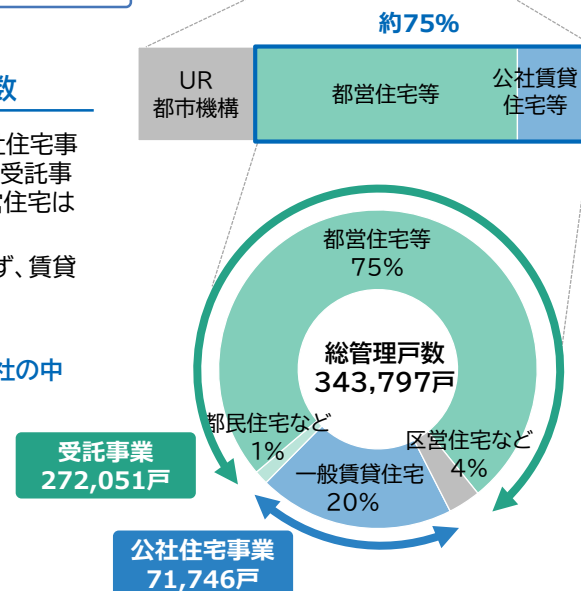 約75%
UR
都市機構
都営住宅等
公社賃貸
住宅等
数
住宅事
受託事
営住宅は
ず、賃貸
社の中
都営住宅等
75%
総管理戸数
343,797戸
都民住宅など
1%
区営住宅など
4%
一般賃貸住宅
20%
受託事業
272,051戸
公社住宅事業
71,746戸